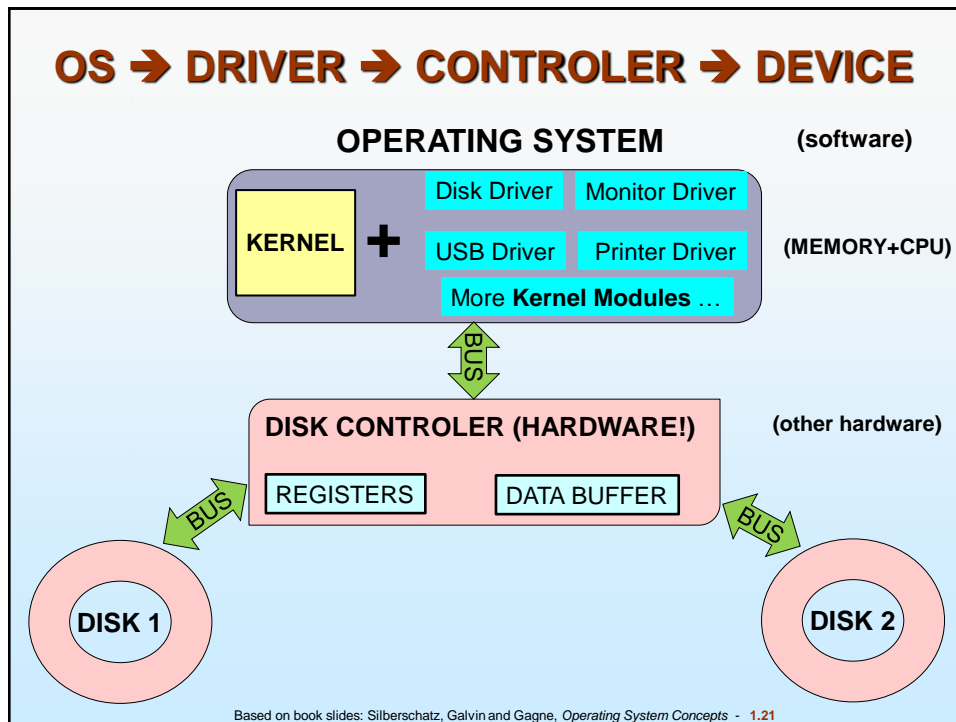 OS ➔ DRIVER ➔ CONTROLER ➔ DEVICE
OPERATING SYSTEM (software)
Disk Driver Monitor Driver
KERNEL + USB Driver Printer Driver (MEMORY+CPU)
More Kernel Modules …
BUS
DISK CONTROLER (HARDWARE!) (other hardware)
REGISTERS DATA BUFFER
BUS BUS
DISK 1 DISK 2
Based on book slides: Silberschatz, Galvin and Gagne, Operating System Concepts - 1.21